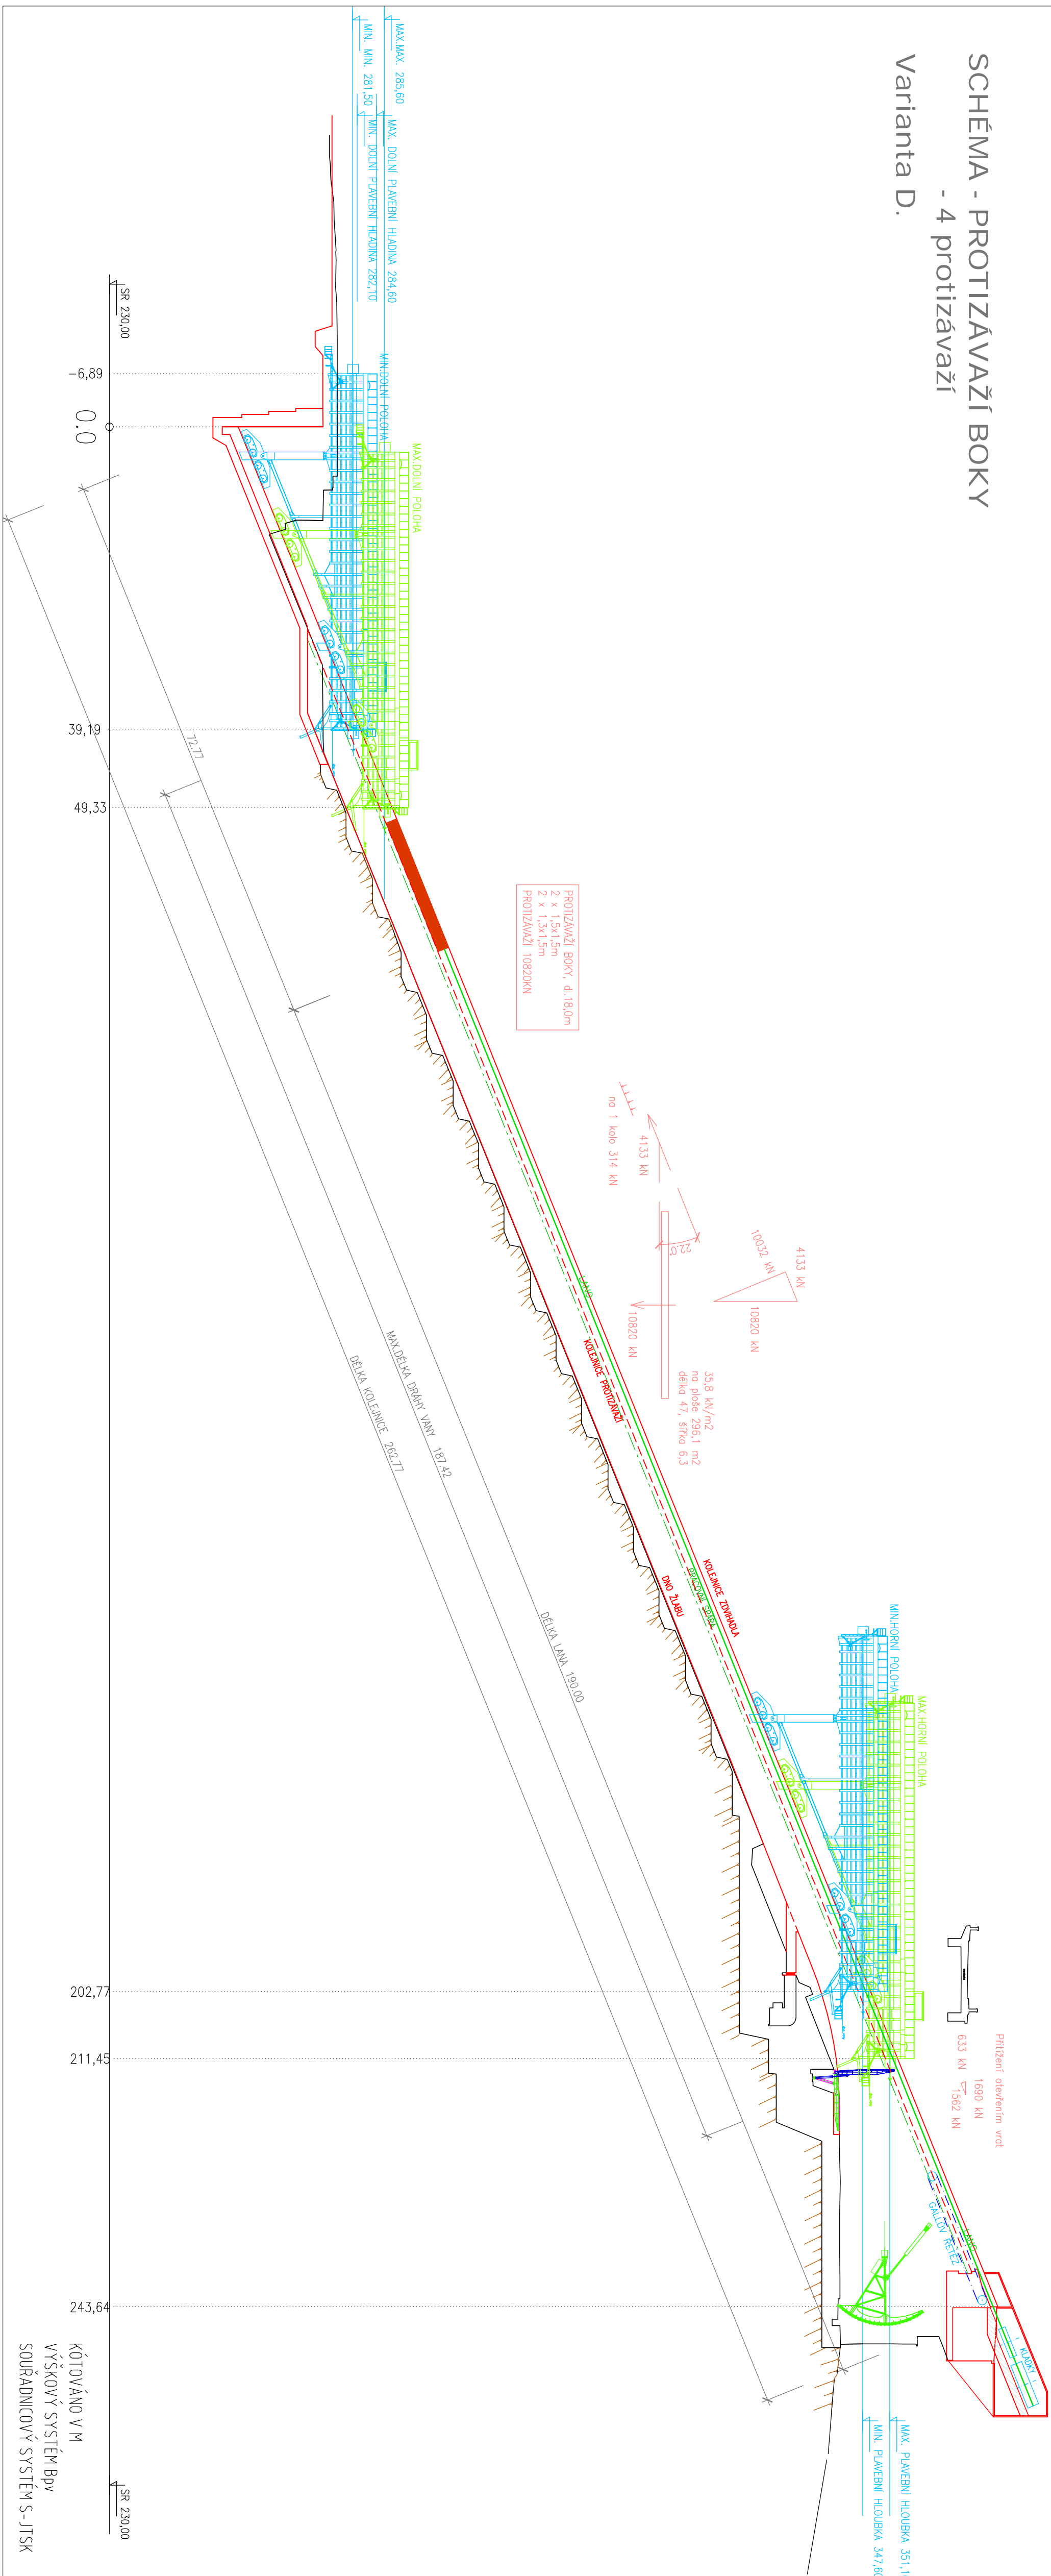 SCHÉMA - PROTIZÁVAŽÍ BOKY
- 4 protizávaží
Varianta D.
MAX.MAX. 285,60
MIN. MIN. 281,50
MAX. DOLNÍ PLAVEBNÍ HLADINA 284,60
MIN. DOLNÍ PLAVEBNÍ HLADINA 282,10
SR 230,00
-6,89
0.0
39,19
49,33
MIN.DOLNÍ POLOHA
MAX.DOLNÍ POLOHA
72.77
PROTIZÁVAŽÍ BOKY, dl.18,0m
2 x 1,5x1,5m
2 x 1,3x1,5m
PROTIZÁVAŽÍ 10820KN
4133 kN
na 1 kolo 314 kN
10820 kN
4133 kN
10032 kN
10820 kN
35,8 kN/m2
na ploše 296,1 m2
délka 47, šířka 6,3
LANO
KOLEJNICE PROTIZÁVAŽÍ
MAX.DÉLKA DRÁHY VANY 187.42
DÉLKA KOLEJNICE 262.77
DÉLKA LANA 190.00
KOLEJNICE ZDVIHADLA
DNO ŽLABU
MIN.HORNÍ POLOHA
MAX.HORNÍ POLOHA
202,77
211,45
243,64
Přitížení otevřením vrat
1690 kN
633 kN
1562 kN
GALLŮV ŘETĚZ
LANO
KLADKY
MAX. PLAVEBNÍ HLOUBKA 351,1
MIN. PLAVEBNÍ HLOUBKA 347,60
SR 230,00
KÓTOVÁNO V M
VÝŠKOVÝ SYSTÉM Bpv
SOUŘADNICOVÝ SYSTÉM S-JTSK